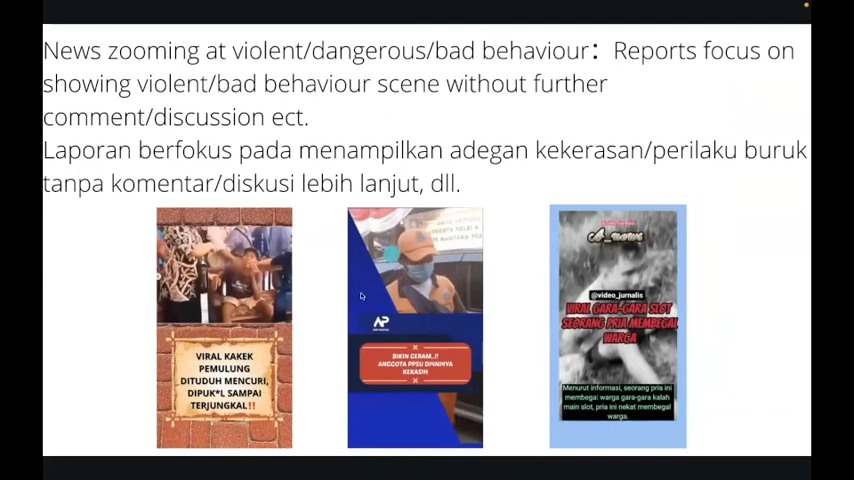 News zooming at violent/dangerous/bad behaviour：Reports focus on
showing violent/bad behaviour scene without further
comment/discussion ect.
Laporan berfokus pada menampilkan adegan kekerasan/perilaku buruk
tanpa komentar/diskusi lebih lanjut, dll.
VIRAL KAKEK
PEMULUNG
DITUDUH MENCURI,
DIPUK*L SAMPAI
TERJUNGKAL!!
AP
BIKIN GERAM..!!
ANGGOTA PPSU
KEKASIH
@video_jurnalis
VIRAL GARA-GARA SLOT
SEORANG PRIA MEMBEGAL
WARGA
Menurut informasi, seorang pria ini
membegal warga gara-gara kalah
main slot, pria ini nekat membegal
warga.